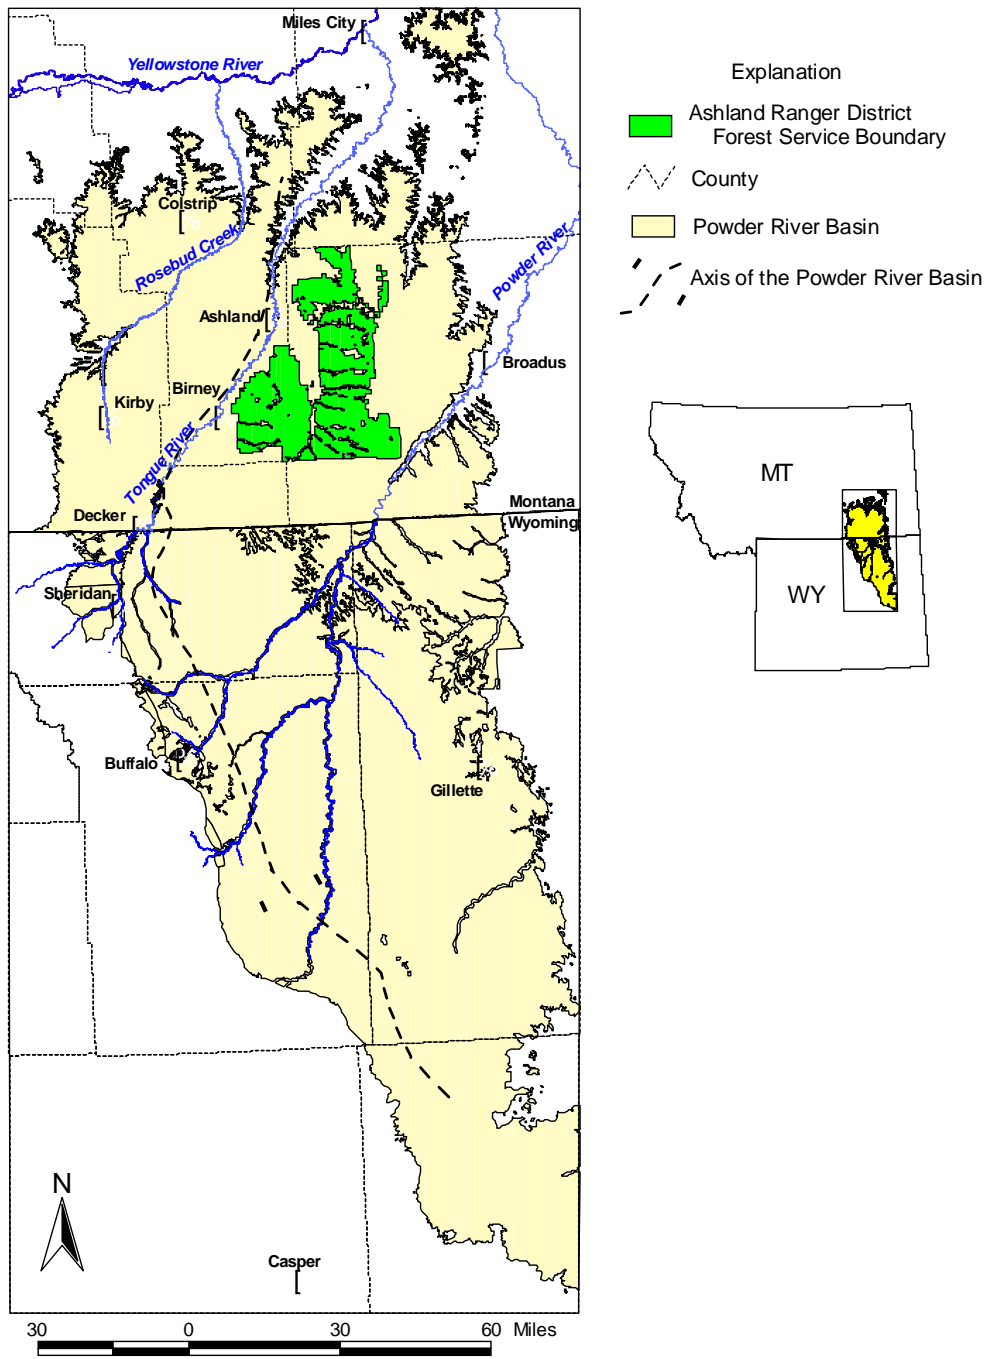 Miles City
Yellowstone River
Explanation
Ashland Ranger District
Forest Service Boundary
County
Powder River Basin
Axis of the Powder River Basin
Colstrip
Rosebud Creek
Powder River
Ashland
Broadus
Birney
Kirby
Tongue River
Decker
Montana
Wyoming
MT
WY
Sheridan
Buffalo
Gillette
N
Casper
30 0 30 60 Miles